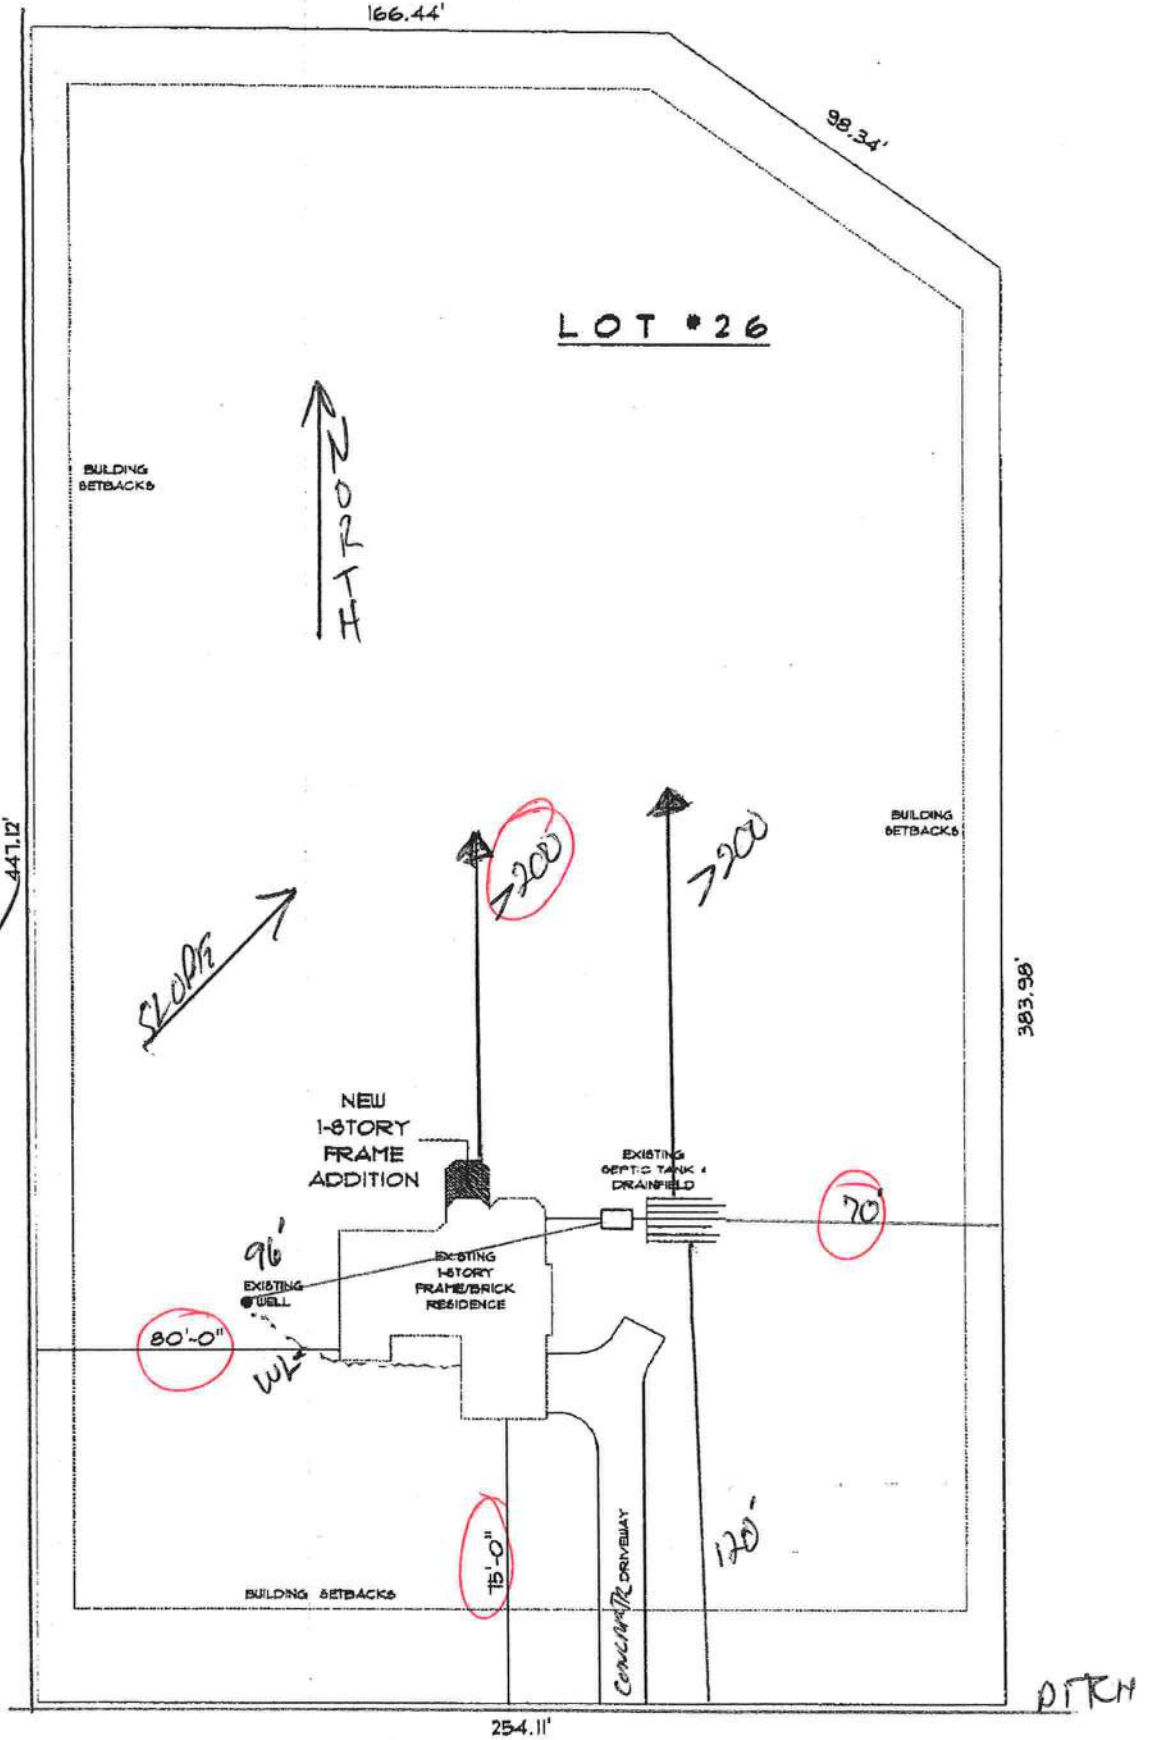 166.44'
98.34'
LOT #26
NORTH
BUILDING
SETBACKS
447.12'
>200
>200
BUILDING
SETBACKS
SLOPE
383.98'
NEW
1-STORY
FRAME
ADDITION
EXISTING
SEPTIC TANK &
DRAINFIELD
70'
96'
EXISTING
WELL
EXISTING
1-STORY
FRAME/BRICK
RESIDENCE
80'-0"
WL
75'-0"
120'
CONCRETE DRIVEWAY
BUILDING SETBACKS
DITCH
254.11'